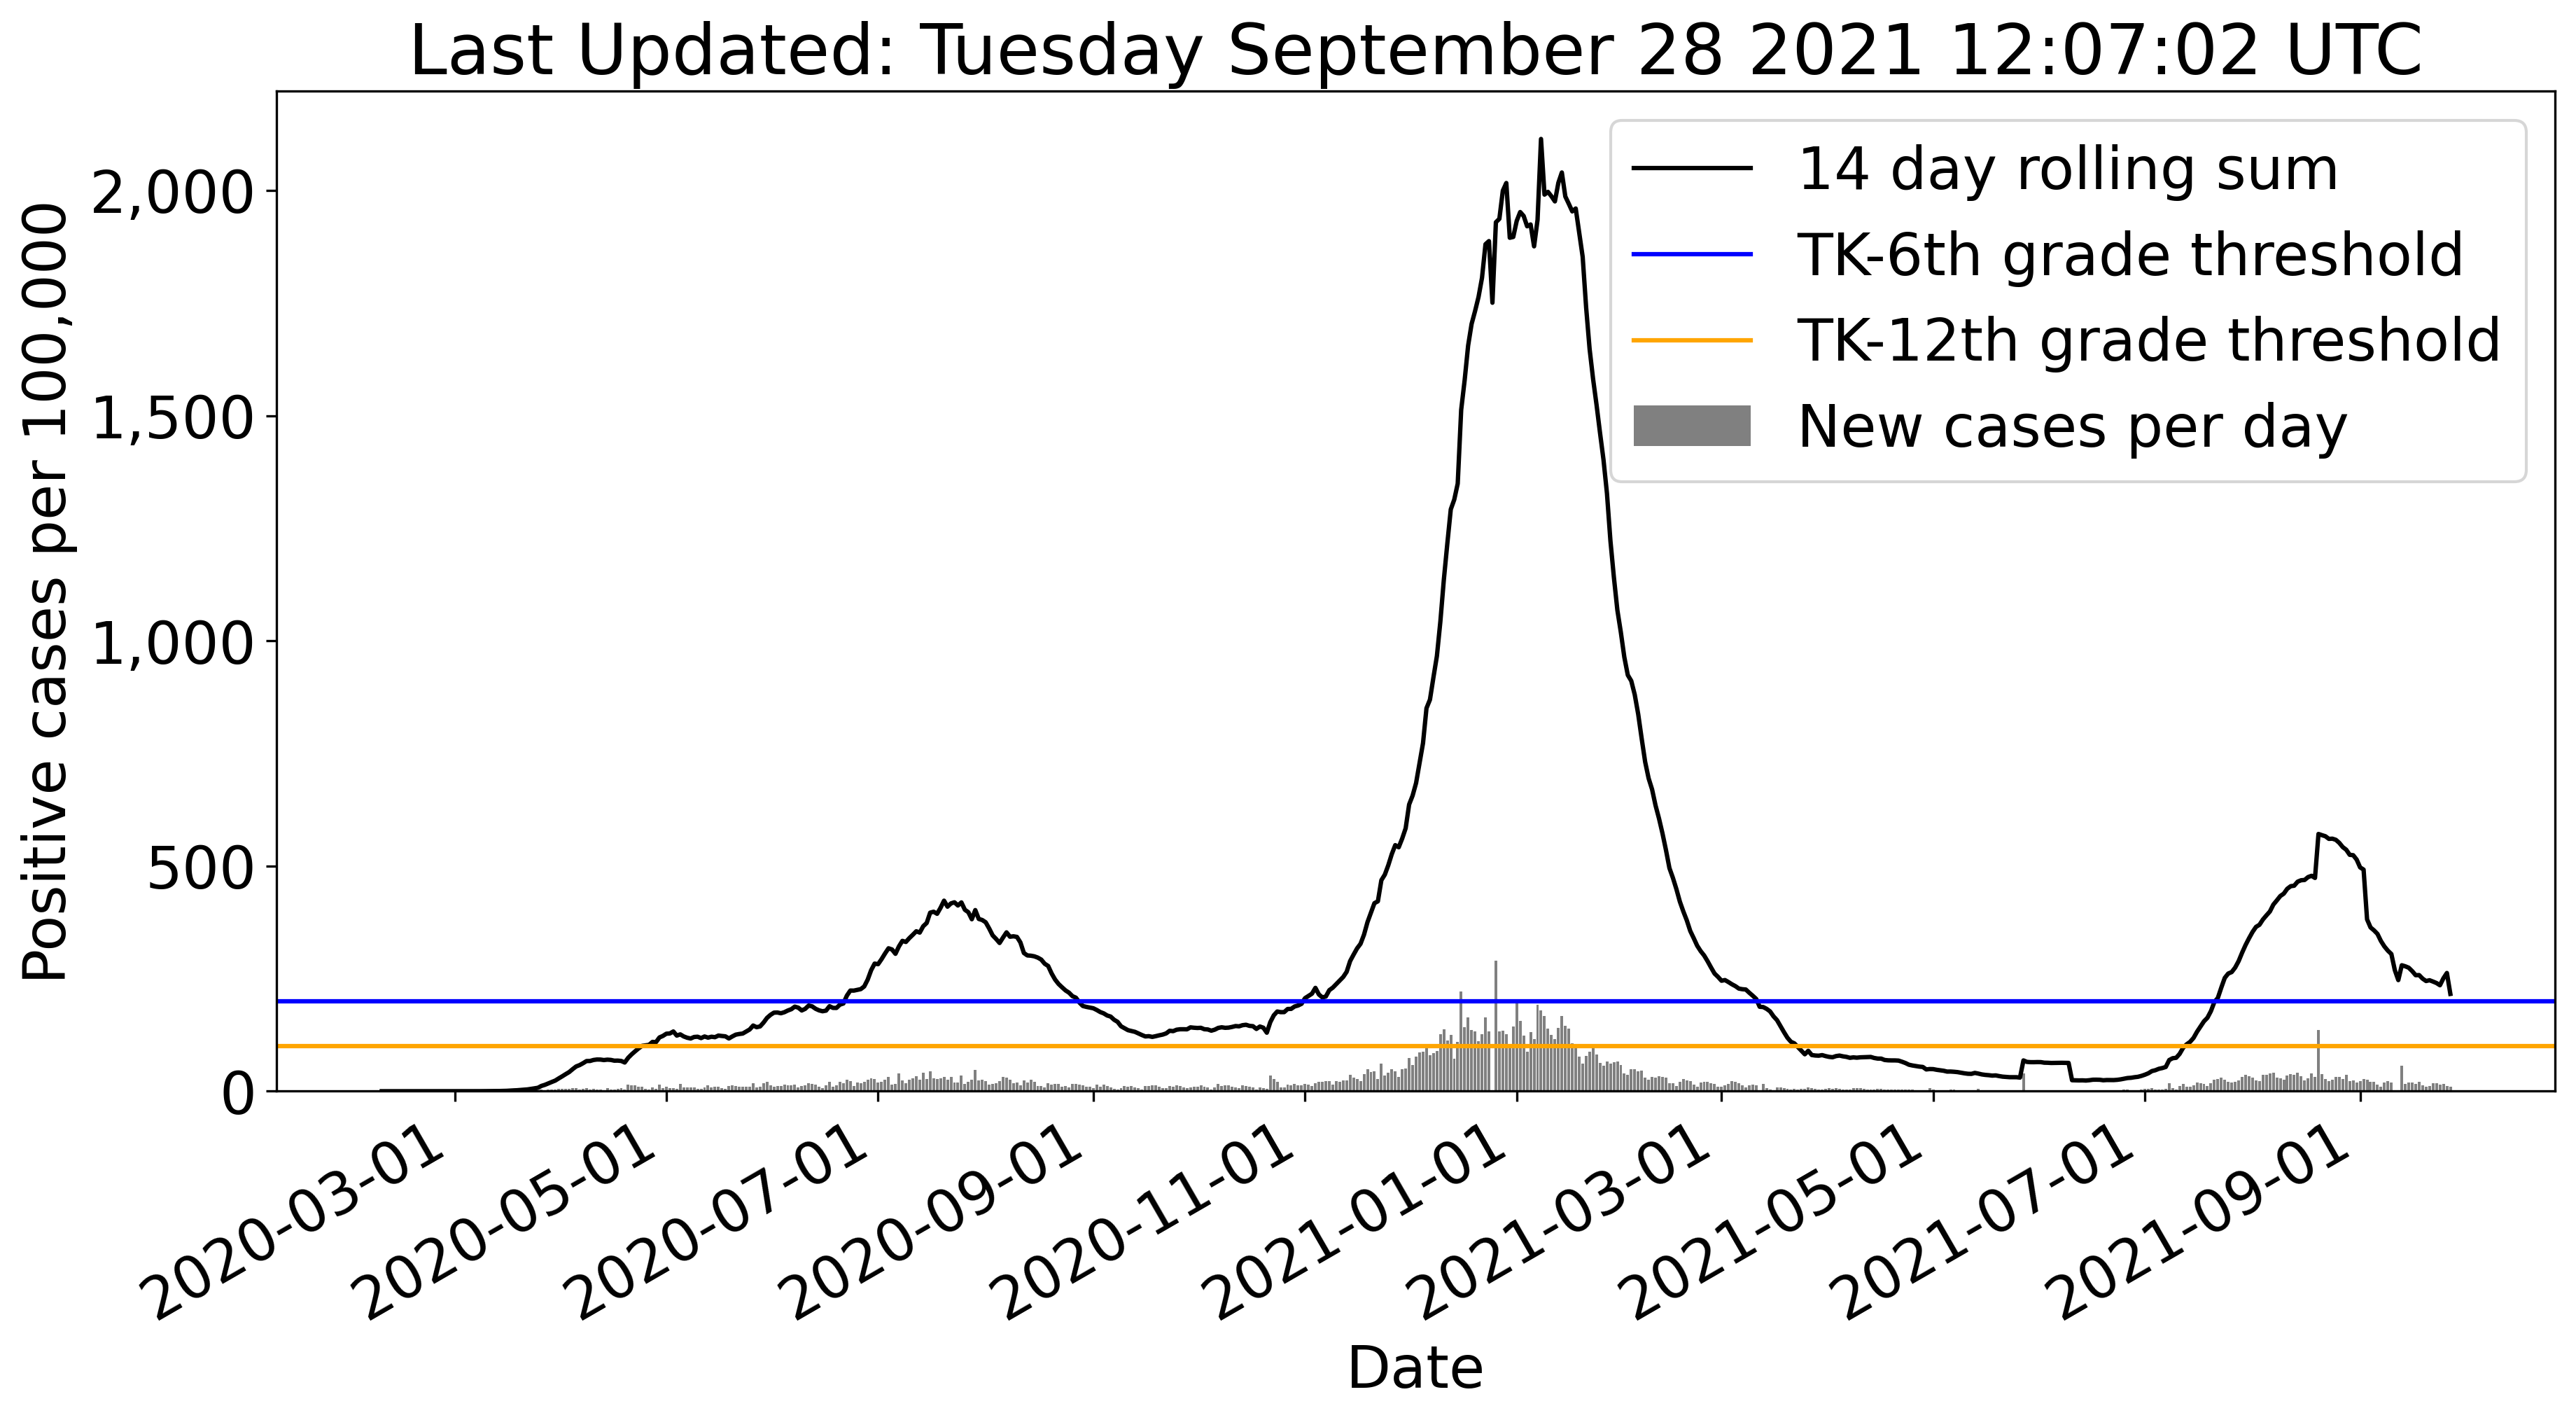 Last Updated: Tuesday September 28 2021 12:07:02 UTC
Positive cases per 100,000
2,000
1,500
1,000
500
0
14 day rolling sum
TK-6th grade threshold
TK-12th grade threshold
New cases per day
2020-03-01
2020-05-01
2020-07-01
2020-09-01
2020-11-01
2021-01-01
2021-03-01
2021-05-01
2021-07-01
2021-09-01
Date